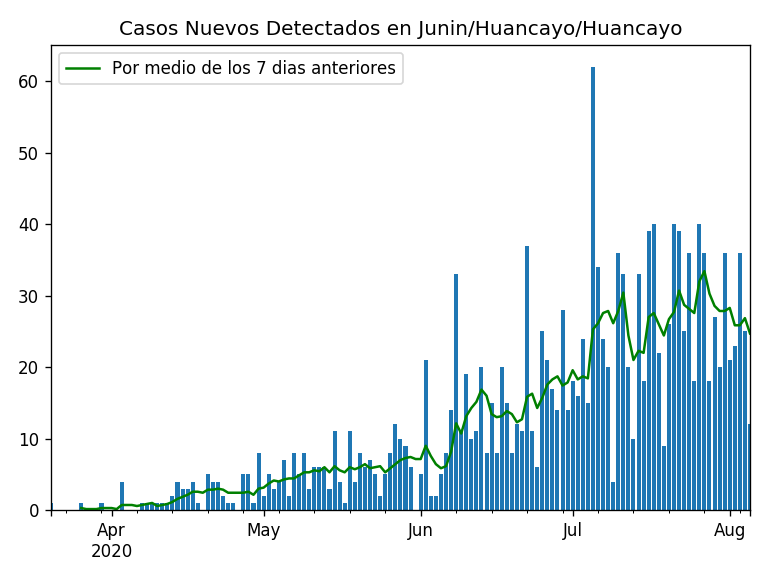 Casos Nuevos Detectados en Junin/Huancayo/Huancayo
Por medio de los 7 dias anteriores
60
50
40
30
20
10
0
Apr
2020
May
Jun
Jul
Aug